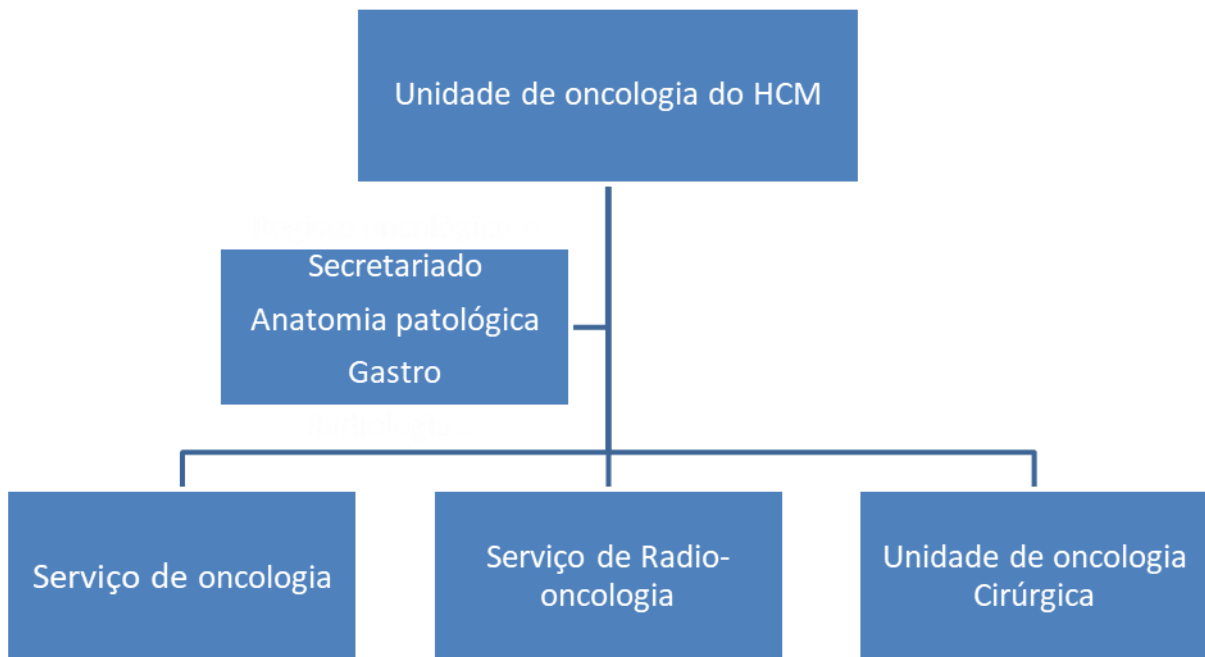 Unidade de oncologia do HCM
Secretariado
Anatomia patológica
Gastro
Serviço de oncologia
Serviço de Radio-
oncologia
Unidade de oncologia
Cirúrgica